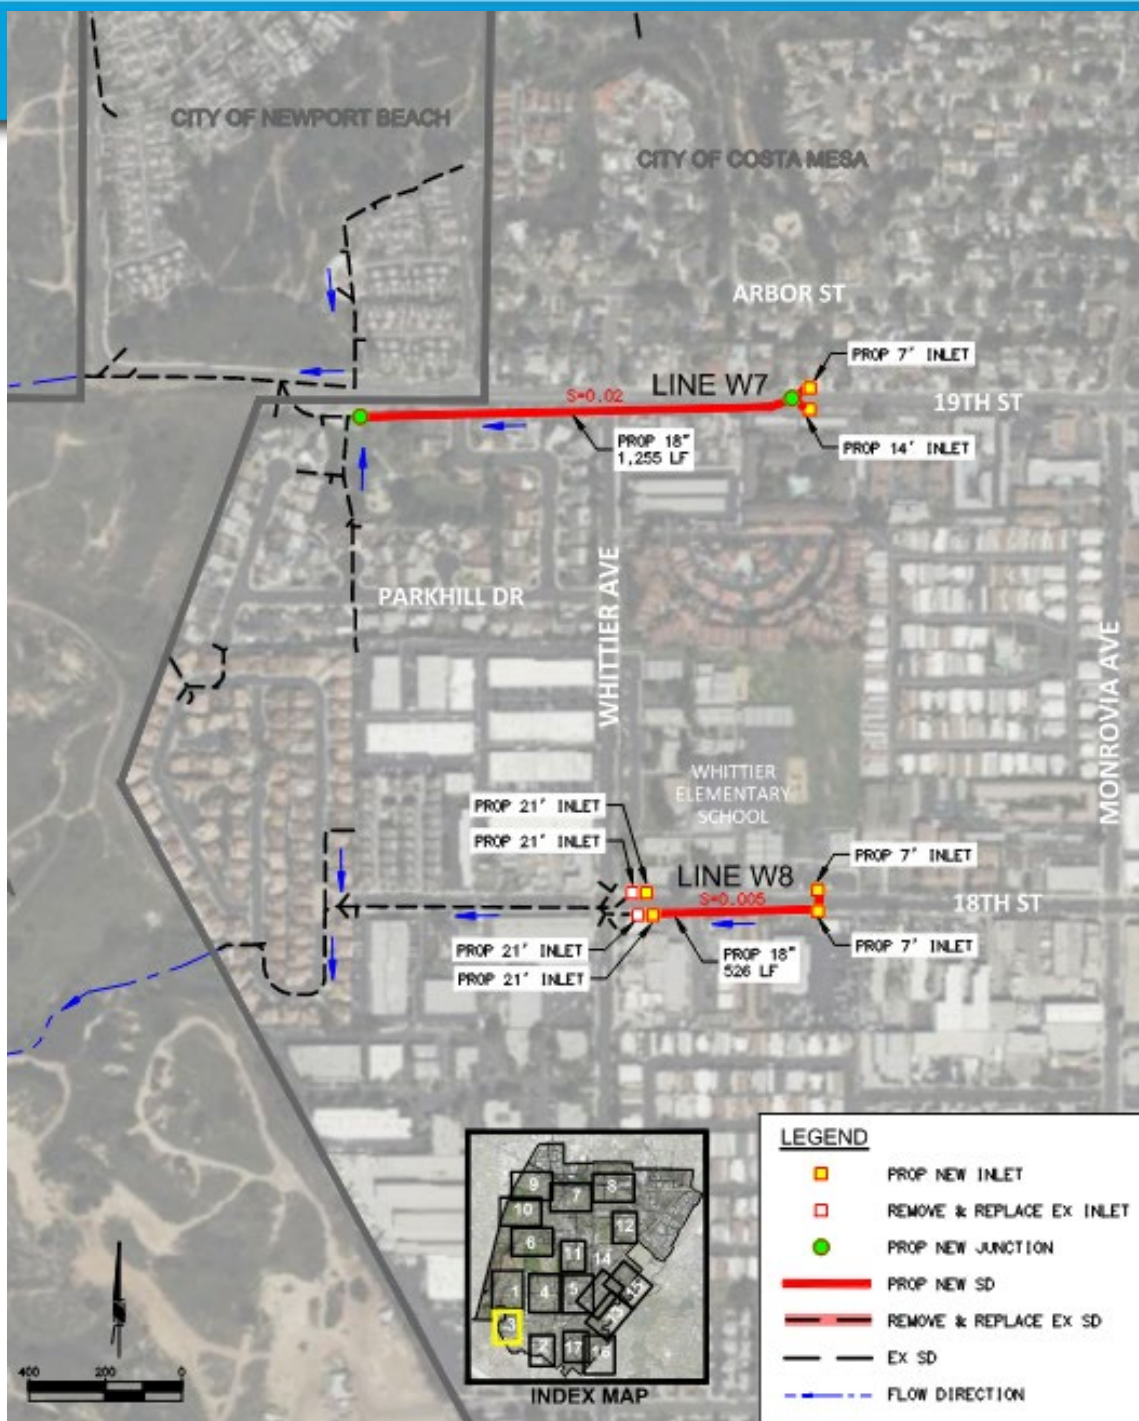 CITY OF NEWPORT BEACH
CITY OF COSTA MESA
ARBOR ST
PROP 7' INLET
LINE W7
S=0.02
19TH ST
PROP 18"
1,255 LF
PROP 14' INLET
PARKHILL DR
WHITTIER AVE
MONROVIA AVE
WHITTIER
ELEMENTARY
SCHOOL
PROP 21' INLET
PROP 21' INLET
PROP 7' INLET
LINE W8
S=0.005
18TH ST
PROP 21' INLET
PROP 21' INLET
PROP 18"
526 LF
PROP 7' INLET
LEGEND
PROP NEW INLET
REMOVE & REPLACE EX INLET
PROP NEW JUNCTION
PROP NEW SD
REMOVE & REPLACE EX SD
EX SD
FLOW DIRECTION
9
7
8
10
12
6
11
14
1
4
5
15
3
2
17
16
INDEX MAP
400
200
0